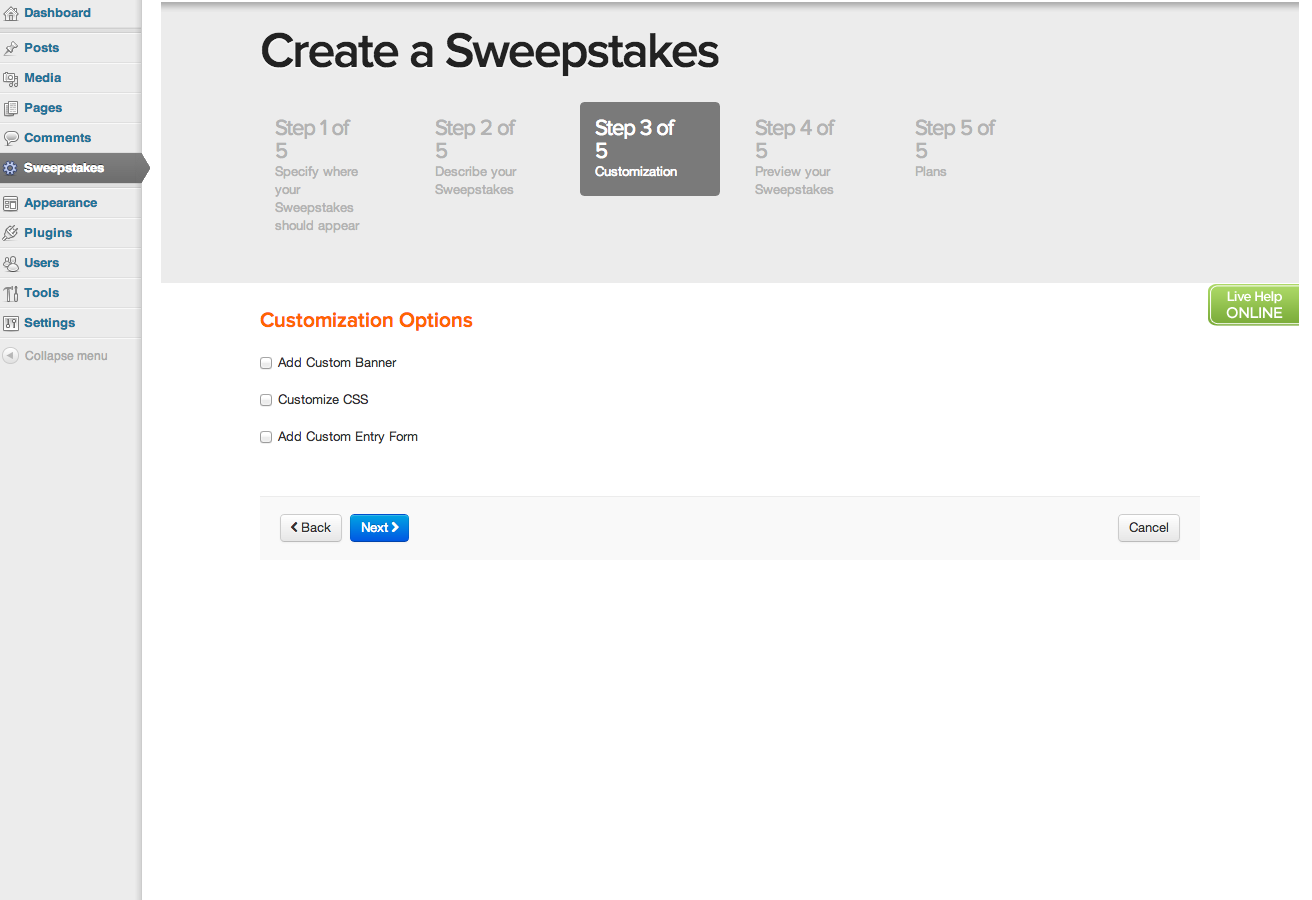 Dashboard
Posts
Media
Pages
Comments
Sweepstakes
Appearance
Plugins
Users
Tools
Settings
Collapse menu
Create a Sweepstakes
Step 1 of
5
Specify where
your
Sweepstakes
should appear
Step 2 of
5
Describe your
Sweepstakes
Step 3 of
5
Customization
Step 4 of
5
Preview your
Sweepstakes
Step 5 of
5
Plans
Live Help
ONLINE
Customization Options
Add Custom Banner
Customize CSS
Add Custom Entry Form
Back
Next
Cancel